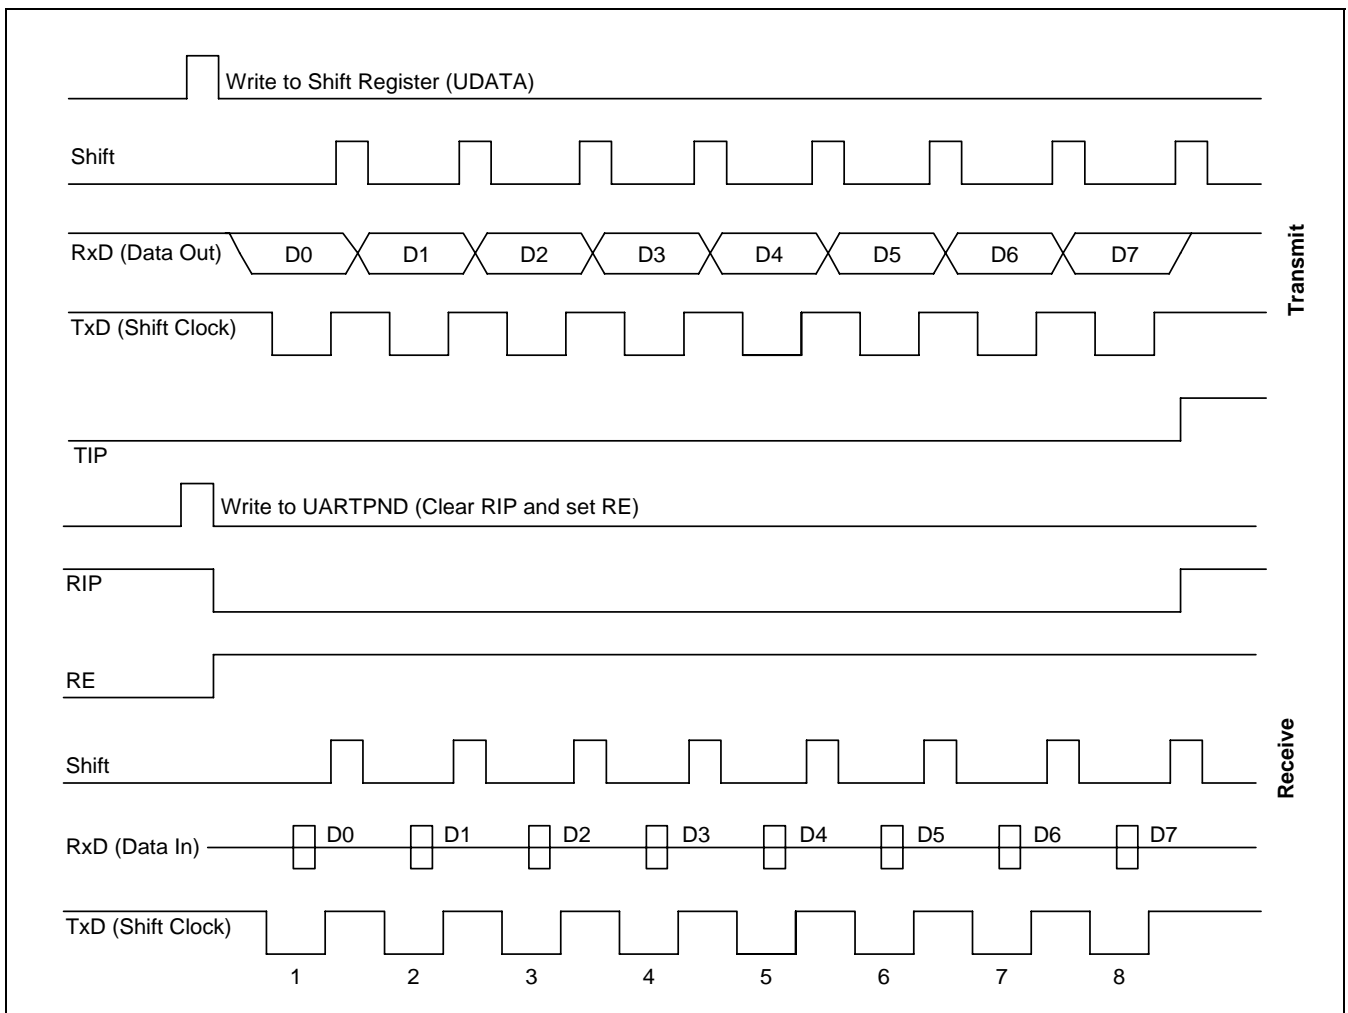 Write to Shift Register (UDATA)
Shift
RxD (Data Out) D0 D1 D2 D3 D4 D5 D6 D7
TxD (Shift Clock)
TIP
Transmit
Write to UARTPND (Clear RIP and set RE)
RIP
RE
Shift
RxD (Data In) D0 D1 D2 D3 D4 D5 D6 D7
TxD (Shift Clock)
1 2 3 4 5 6 7 8
Receive